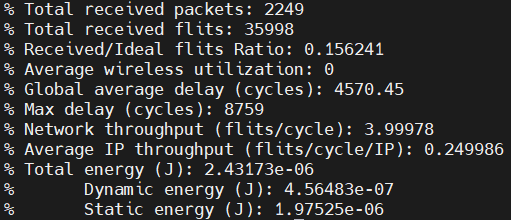 % Total received packets: 2249
% Total received flits: 35998
% Received/Ideal flits Ratio: 0.156241
% Average wireless utilization: 0
% Global average delay (cycles): 4570.45
% Max delay (cycles): 8759
% Network throughput (flits/cycle): 3.99978
% Average IP throughput (flits/cycle/IP): 0.249986
% Total energy (J): 2.43173e-06
%       Dynamic energy (J): 4.56483e-07
%       Static energy (J): 1.97525e-06